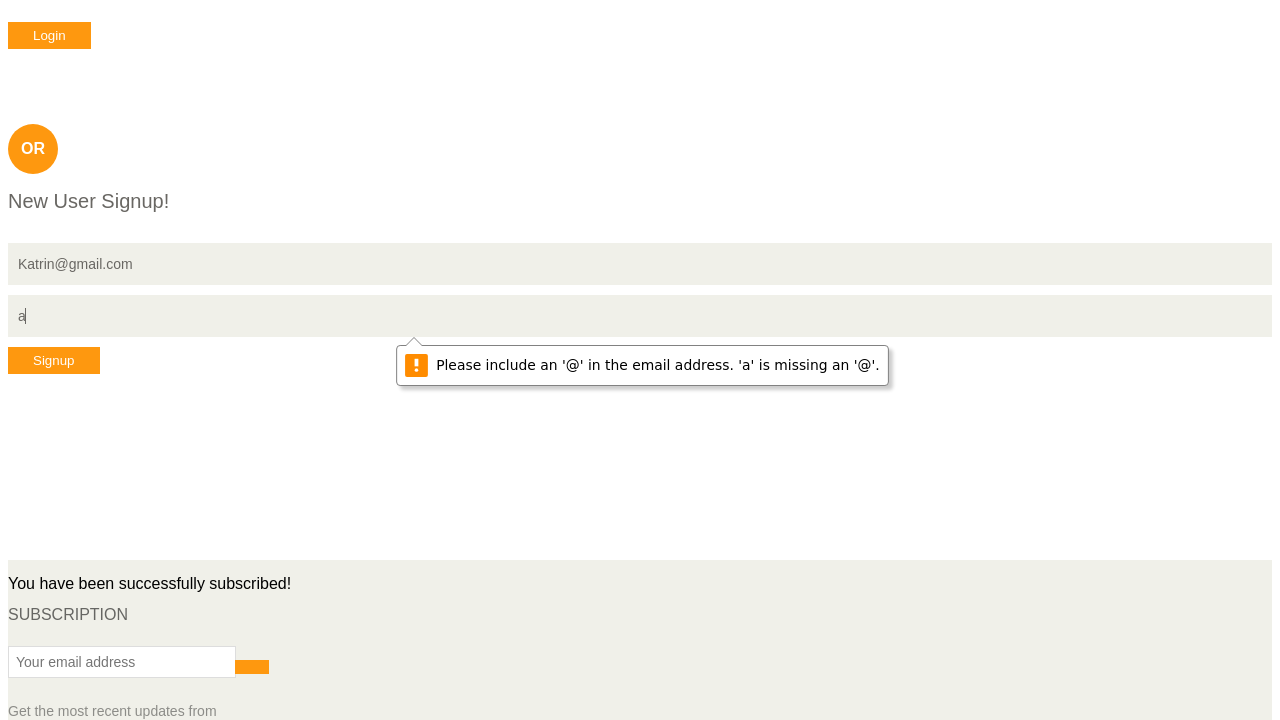 Login
OR
New User Signup!
Katrin@gmail.com
a
Signup
Please include an '@' in the email address. 'a' is missing an '@'.
You have been successfully subscribed!
SUBSCRIPTION
Your email address
Get the most recent updates from